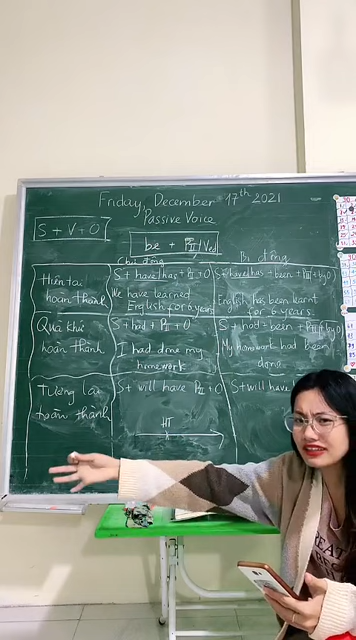 Friday, December 17th 2021
Passive Voice
S + V + O
be + PII/Ved
Chủ động
Bị động
Hiện tại hoàn thành
S + have/has + PII + O
We have learned English for 6 years
S + have/has + been + PII + by O
English has been learnt for 6 years
Quá khứ hoàn thành
S + had + PII + O
I had done my homework
S + had + been + PII + by O
My homework had been done
Tương lai hoàn thành
S + will have PII + O
S + will have
HT